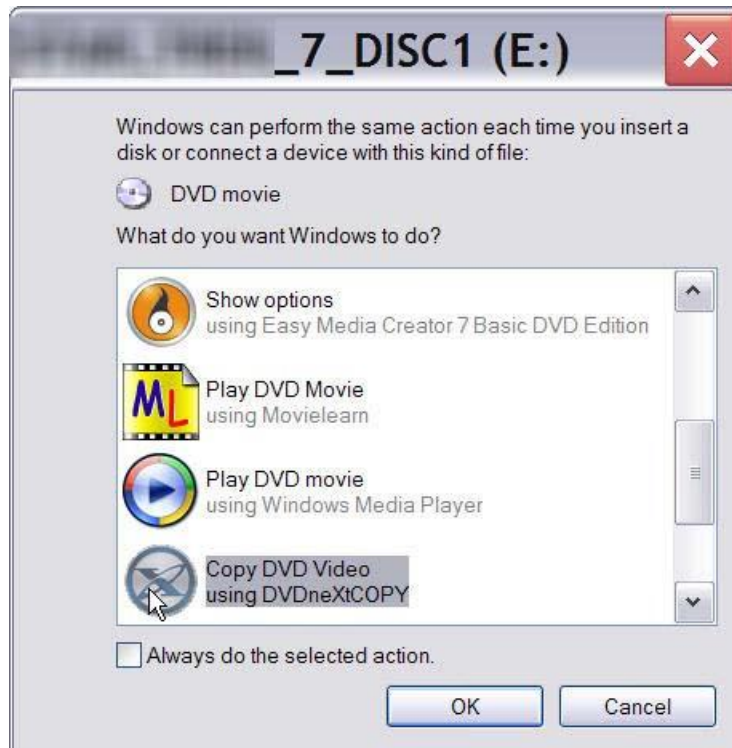 _7_DISC1 (E:)
Windows can perform the same action each time you insert a
disk or connect a device with this kind of file:
DVD movie
What do you want Windows to do?
Show options
using Easy Media Creator 7 Basic DVD Edition
ML
Play DVD Movie
using Movielearn
Play DVD movie
using Windows Media Player
Copy DVD Video
using DVDneXtCOPY
Always do the selected action.
OK
Cancel